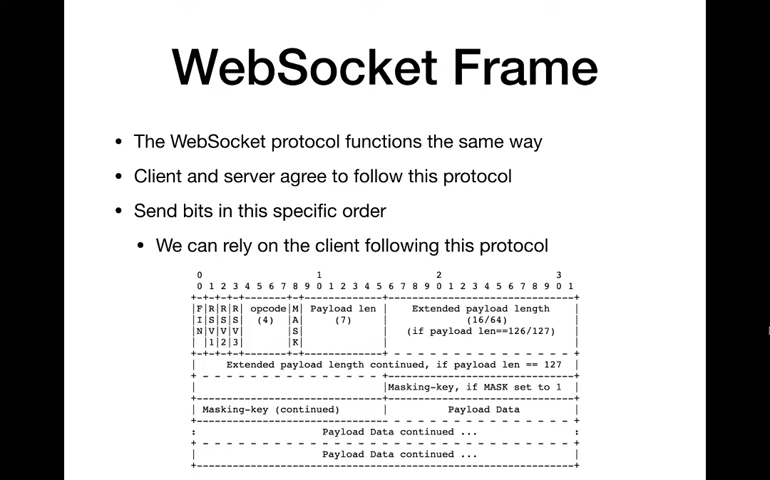 WebSocket Frame
• The WebSocket protocol functions the same way
• Client and server agree to follow this protocol
• Send bits in this specific order
• We can rely on the client following this protocol
 0                   1                   2                   3
 0 1 2 3 4 5 6 7 8 9 0 1 2 3 4 5 6 7 8 9 0 1 2 3 4 5 6 7 8 9 0 1
+-+-+-+-+-------+-+-------------+-------------------------------+
|F|R|R|R| opcode|M| Payload len |    Extended payload length    |
|I|S|S|S|  (4)  |A|     (7)     |             (16/64)           |
|N|V|V|V|       |S|             |   (if payload len==126/127)   |
| |1|2|3|       |K|             |                               |
+-+-+-+-+-------+-+-------------+ - - - - - - - - - - - - - - - +
|     Extended payload length continued, if payload len == 127  |
+ - - - - - - - - - - - - - - - +-------------------------------+
|                               |Masking-key, if MASK set to 1  |
+-------------------------------+-------------------------------+
| Masking-key (continued)       |          Payload Data         |
+-------------------------------- - - - - - - - - - - - - - - - +
:                     Payload Data continued ...                :
+ - - - - - - - - - - - - - - - - - - - - - - - - - - - - - - - +
|                     Payload Data continued ...                |
+---------------------------------------------------------------+